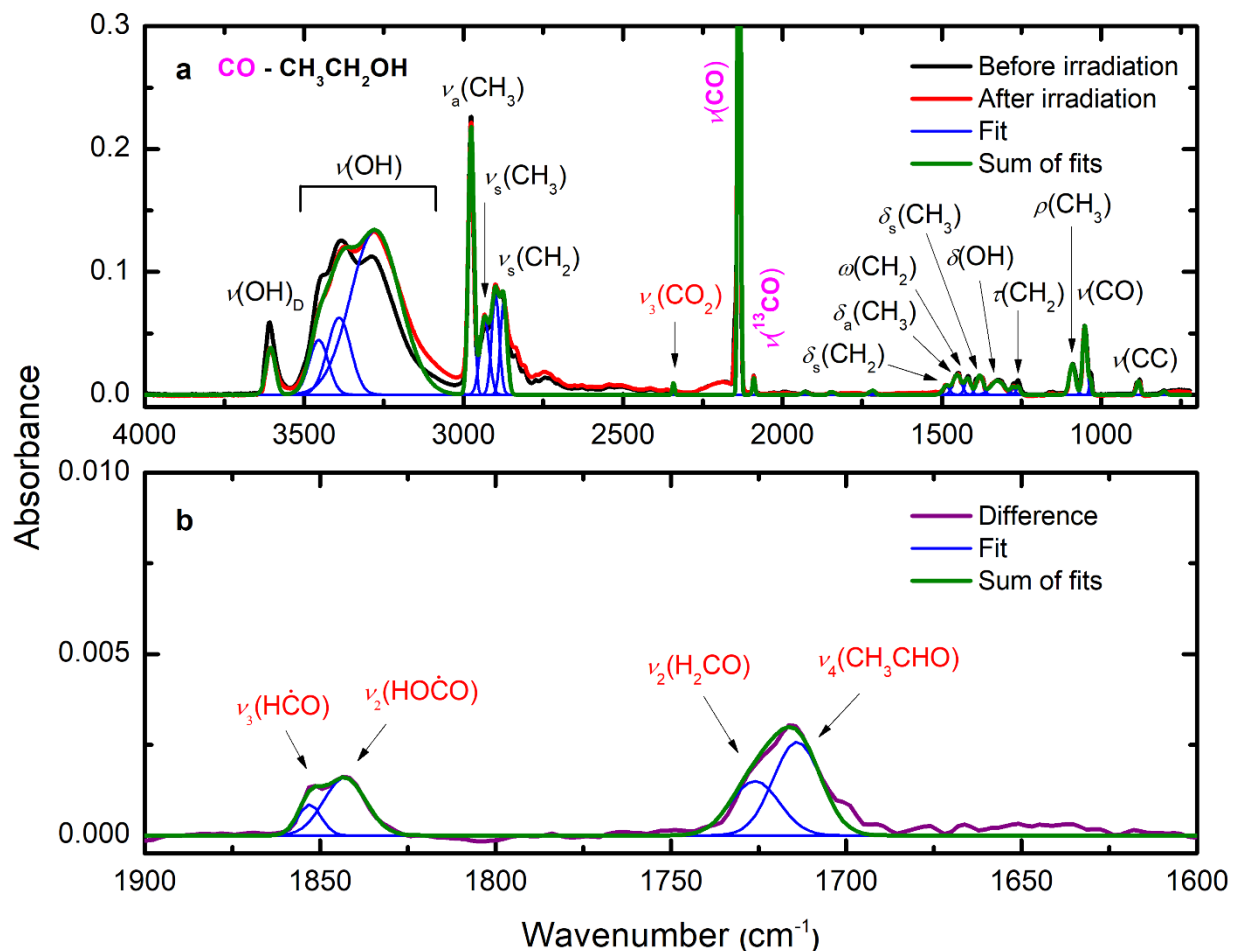 a CO - CH₃CH₂OH
Before irradiation
After irradiation
Fit
Sum of fits
ν(OH)D
ν(OH)
νₐ(CH₃)
νₛ(CH₃)
νₛ(CH₂)
ν₃(CO₂)
ν(CO)
ν(¹³CO)
δₛ(CH₂)
δₐ(CH₃)
ω(CH₂)
δₛ(CH₃)
δ(OH)
τ(CH₂)
ρ(CH₃)
ν(CO)
ν(CC)
0.3
0.2
0.1
0.0
4000 3500 3000 2500 2000 1500 1000
Absorbance
b
Difference
Fit
Sum of fits
ν₃(HĊO)
ν₂(HOĊO)
ν₂(H₂CO)
ν₄(CH₃CHO)
0.010
0.005
0.000
1900 1850 1800 1750 1700 1650 1600
Wavenumber (cm⁻¹)